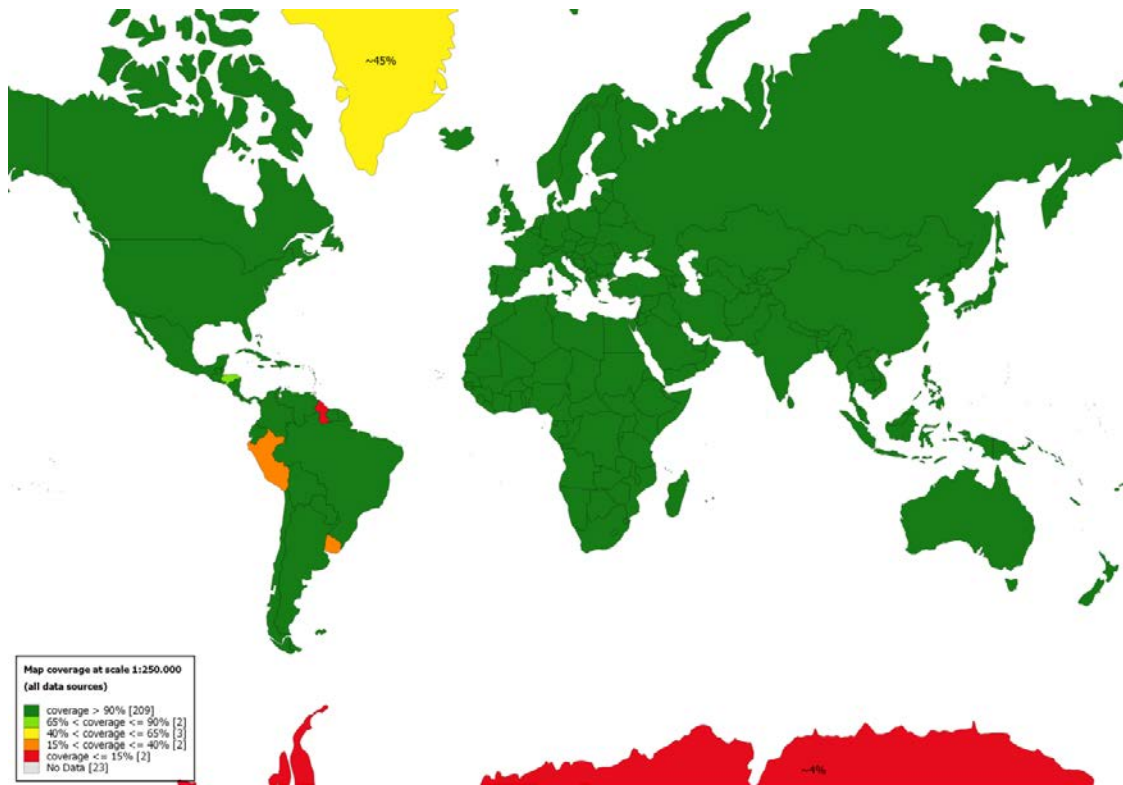 ~45%
Map coverage at scale 1:250.000
(all data sources)
coverage > 90% [209]
65% < coverage <= 90% [2]
40% < coverage <= 65% [3]
15% < coverage <= 40% [2]
coverage <= 15% [2]
No Data [23]
~4%